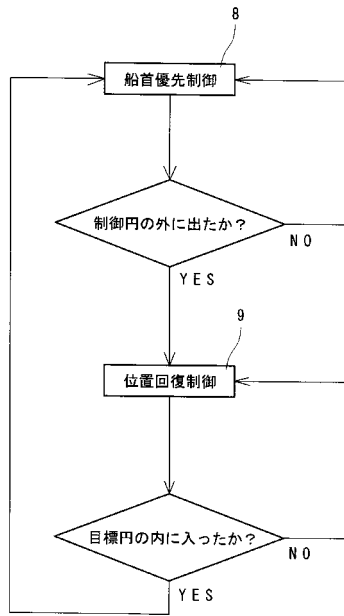 8
船首優先制御
制御円の外に出たか?
NO
YES
9
位置回復制御
目標円の内に入ったか?
NO
YES